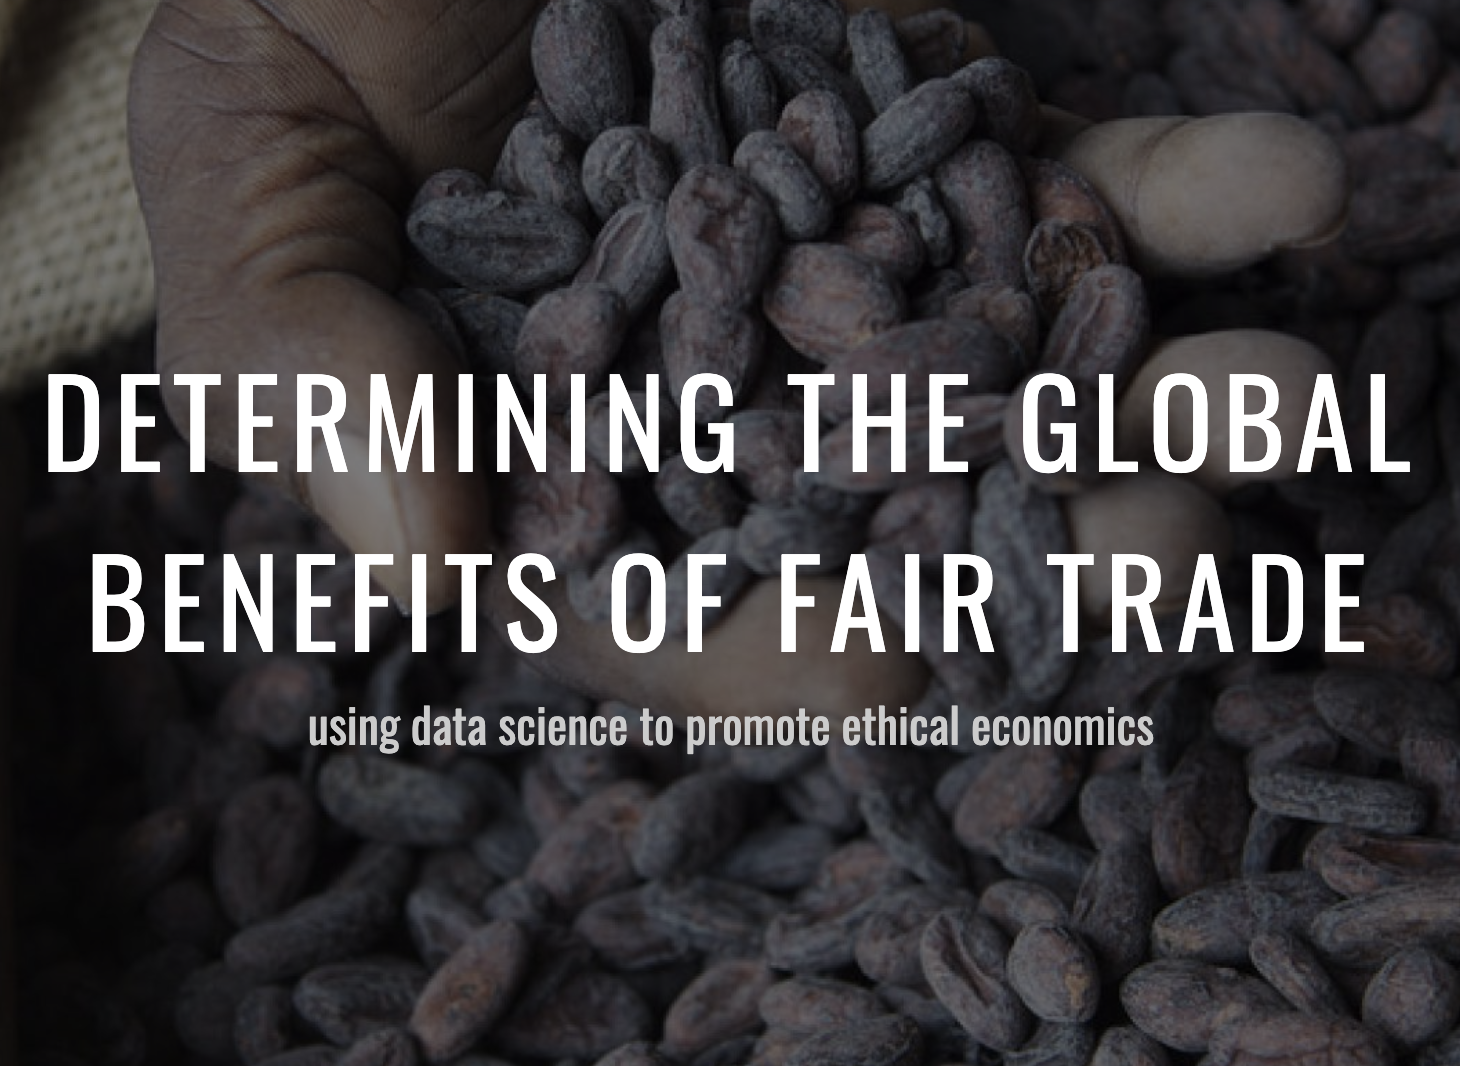 DETERMINING THE GLOBAL
BENEFITS OF FAIR TRADE
using data science to promote ethical economics